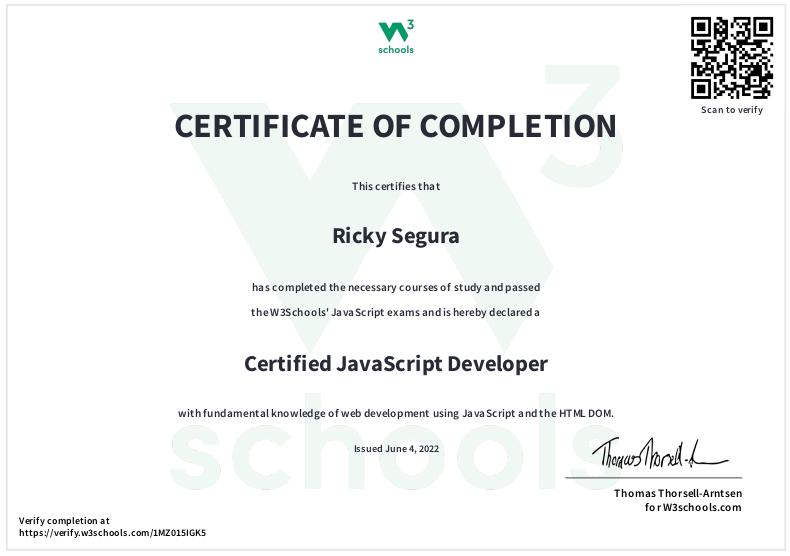 W3
schools
Scan to verify
CERTIFICATE OF COMPLETION
This certifies that
Ricky Segura
has completed the necessary courses of study and passed
the W3Schools' JavaScript exams and is hereby declared a
Certified JavaScript Developer
with fundamental knowledge of web development using JavaScript and the HTML DOM.
Issued June 4, 2022
Thomas Thorsell-A
Thomas Thorsell-Arntsen
for W3schools.com
Verify completion at
https://verify.w3schools.com/1MZ015IGK5
W3
schools